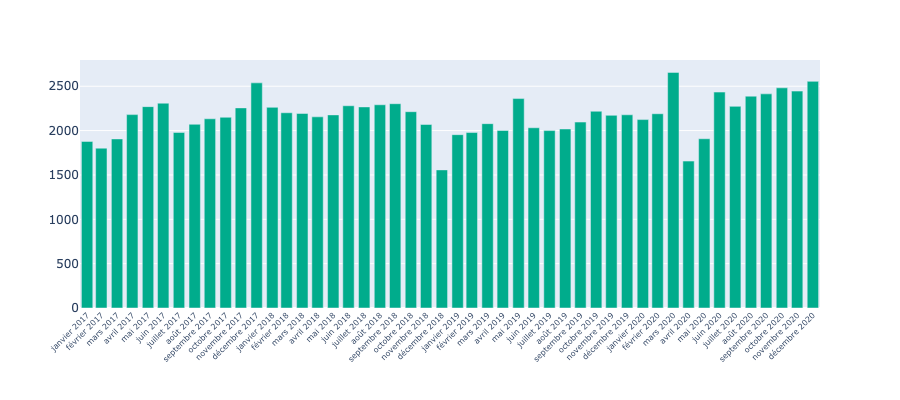 2500
2000
1500
1000
500
0
janvier 2017
février 2017
mars 2017
avril 2017
mai 2017
juin 2017
juillet 2017
août 2017
septembre 2017
octobre 2017
novembre 2017
décembre 2017
janvier 2018
février 2018
mars 2018
avril 2018
mai 2018
juin 2018
juillet 2018
août 2018
septembre 2018
octobre 2018
novembre 2018
décembre 2018
janvier 2019
février 2019
mars 2019
avril 2019
mai 2019
juin 2019
juillet 2019
août 2019
septembre 2019
octobre 2019
novembre 2019
décembre 2019
janvier 2020
février 2020
mars 2020
avril 2020
mai 2020
juin 2020
juillet 2020
août 2020
septembre 2020
octobre 2020
novembre 2020
décembre 2020